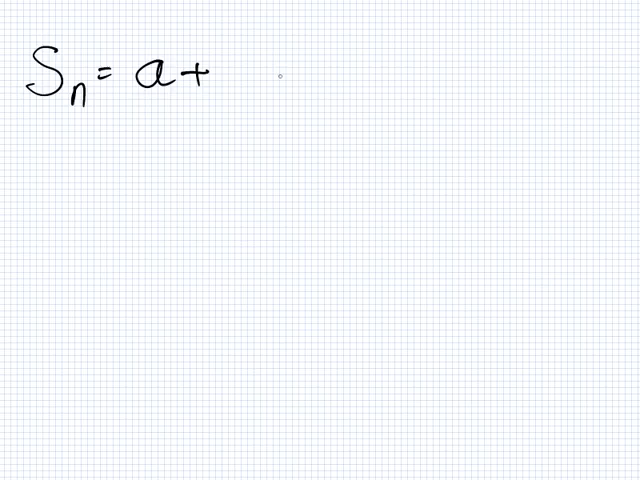 Sₙ = a +